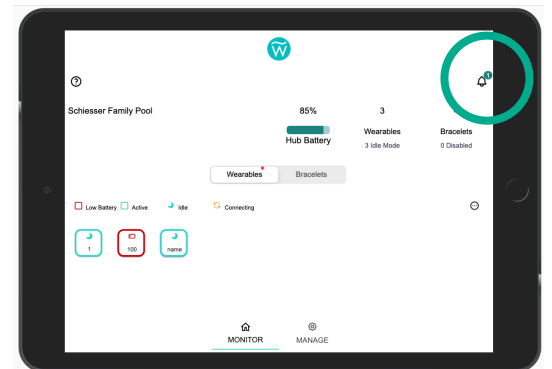 W
1
Schiesser Family Pool
85%
3
Hub Battery
Wearables
Bracelets
3 Idle Mode
0 Disabled
Wearables
Bracelets
Low Battery
Active
Idle
Connecting
1
100
name
MONITOR
MANAGE